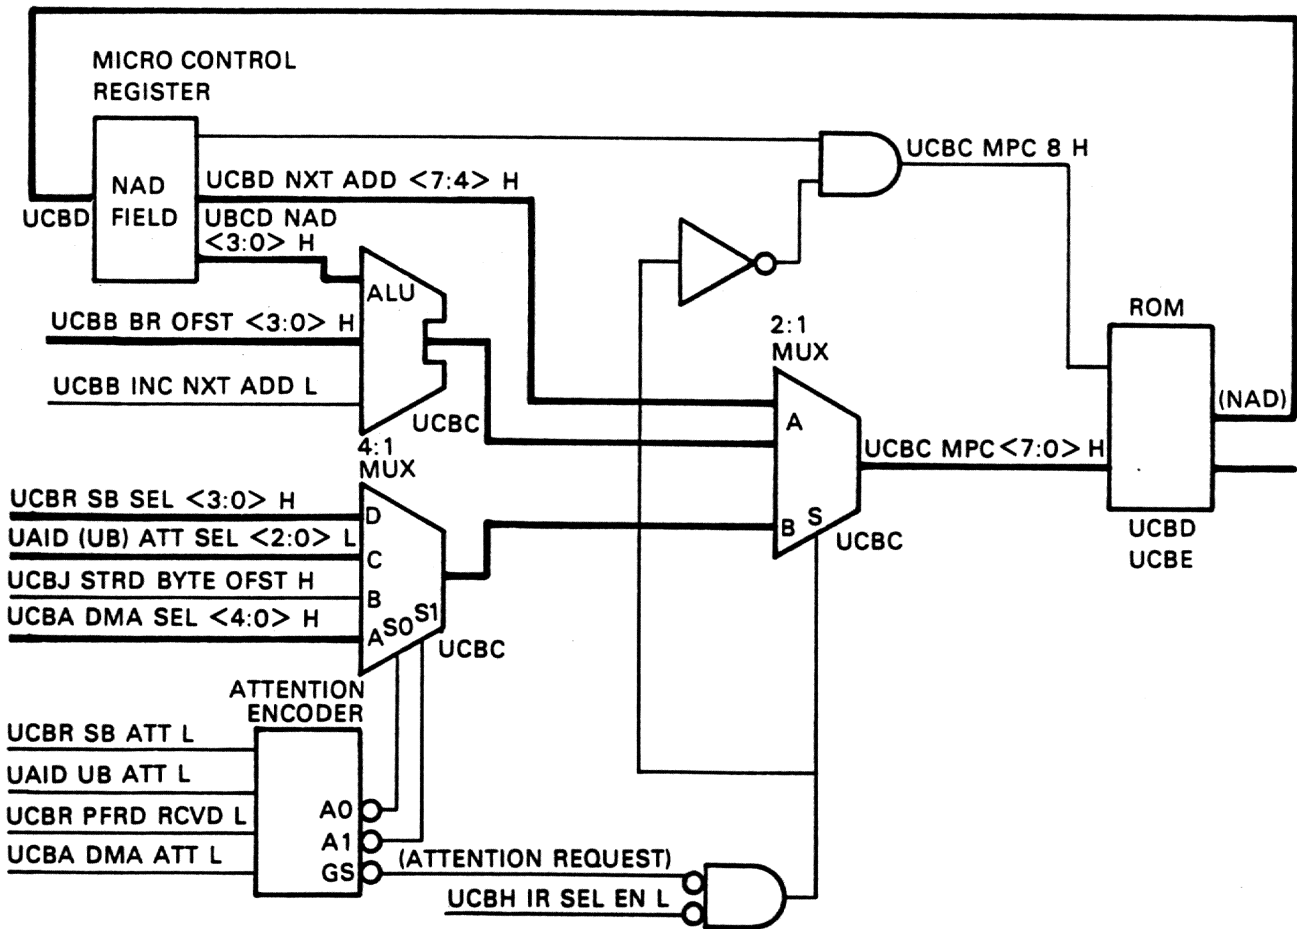 MICRO CONTROL
REGISTER
NAD
FIELD
UCBD
UCBD NXT ADD <7:4> H
UBCD NAD
<3:0> H
UCBC MPC 8 H
ALU
UCBB BR OFST <3:0> H
UCBB INC NXT ADD L
UCBC
2:1
MUX
A
B
S
UCBC
UCBC MPC <7:0> H
ROM
(NAD)
UCBD
UCBE
4:1
MUX
UCBR SB SEL <3:0> H
D
UAID (UB) ATT SEL <2:0> L
C
UCBJ STRD BYTE OFST H
B
UCBA DMA SEL <4:0> H
A
S0
S1
UCBC
ATTENTION
ENCODER
UCBR SB ATT L
UAID UB ATT L
UCBR PFRD RCVD L
UCBA DMA ATT L
A0
A1
GS
(ATTENTION REQUEST)
UCBH IR SEL EN L